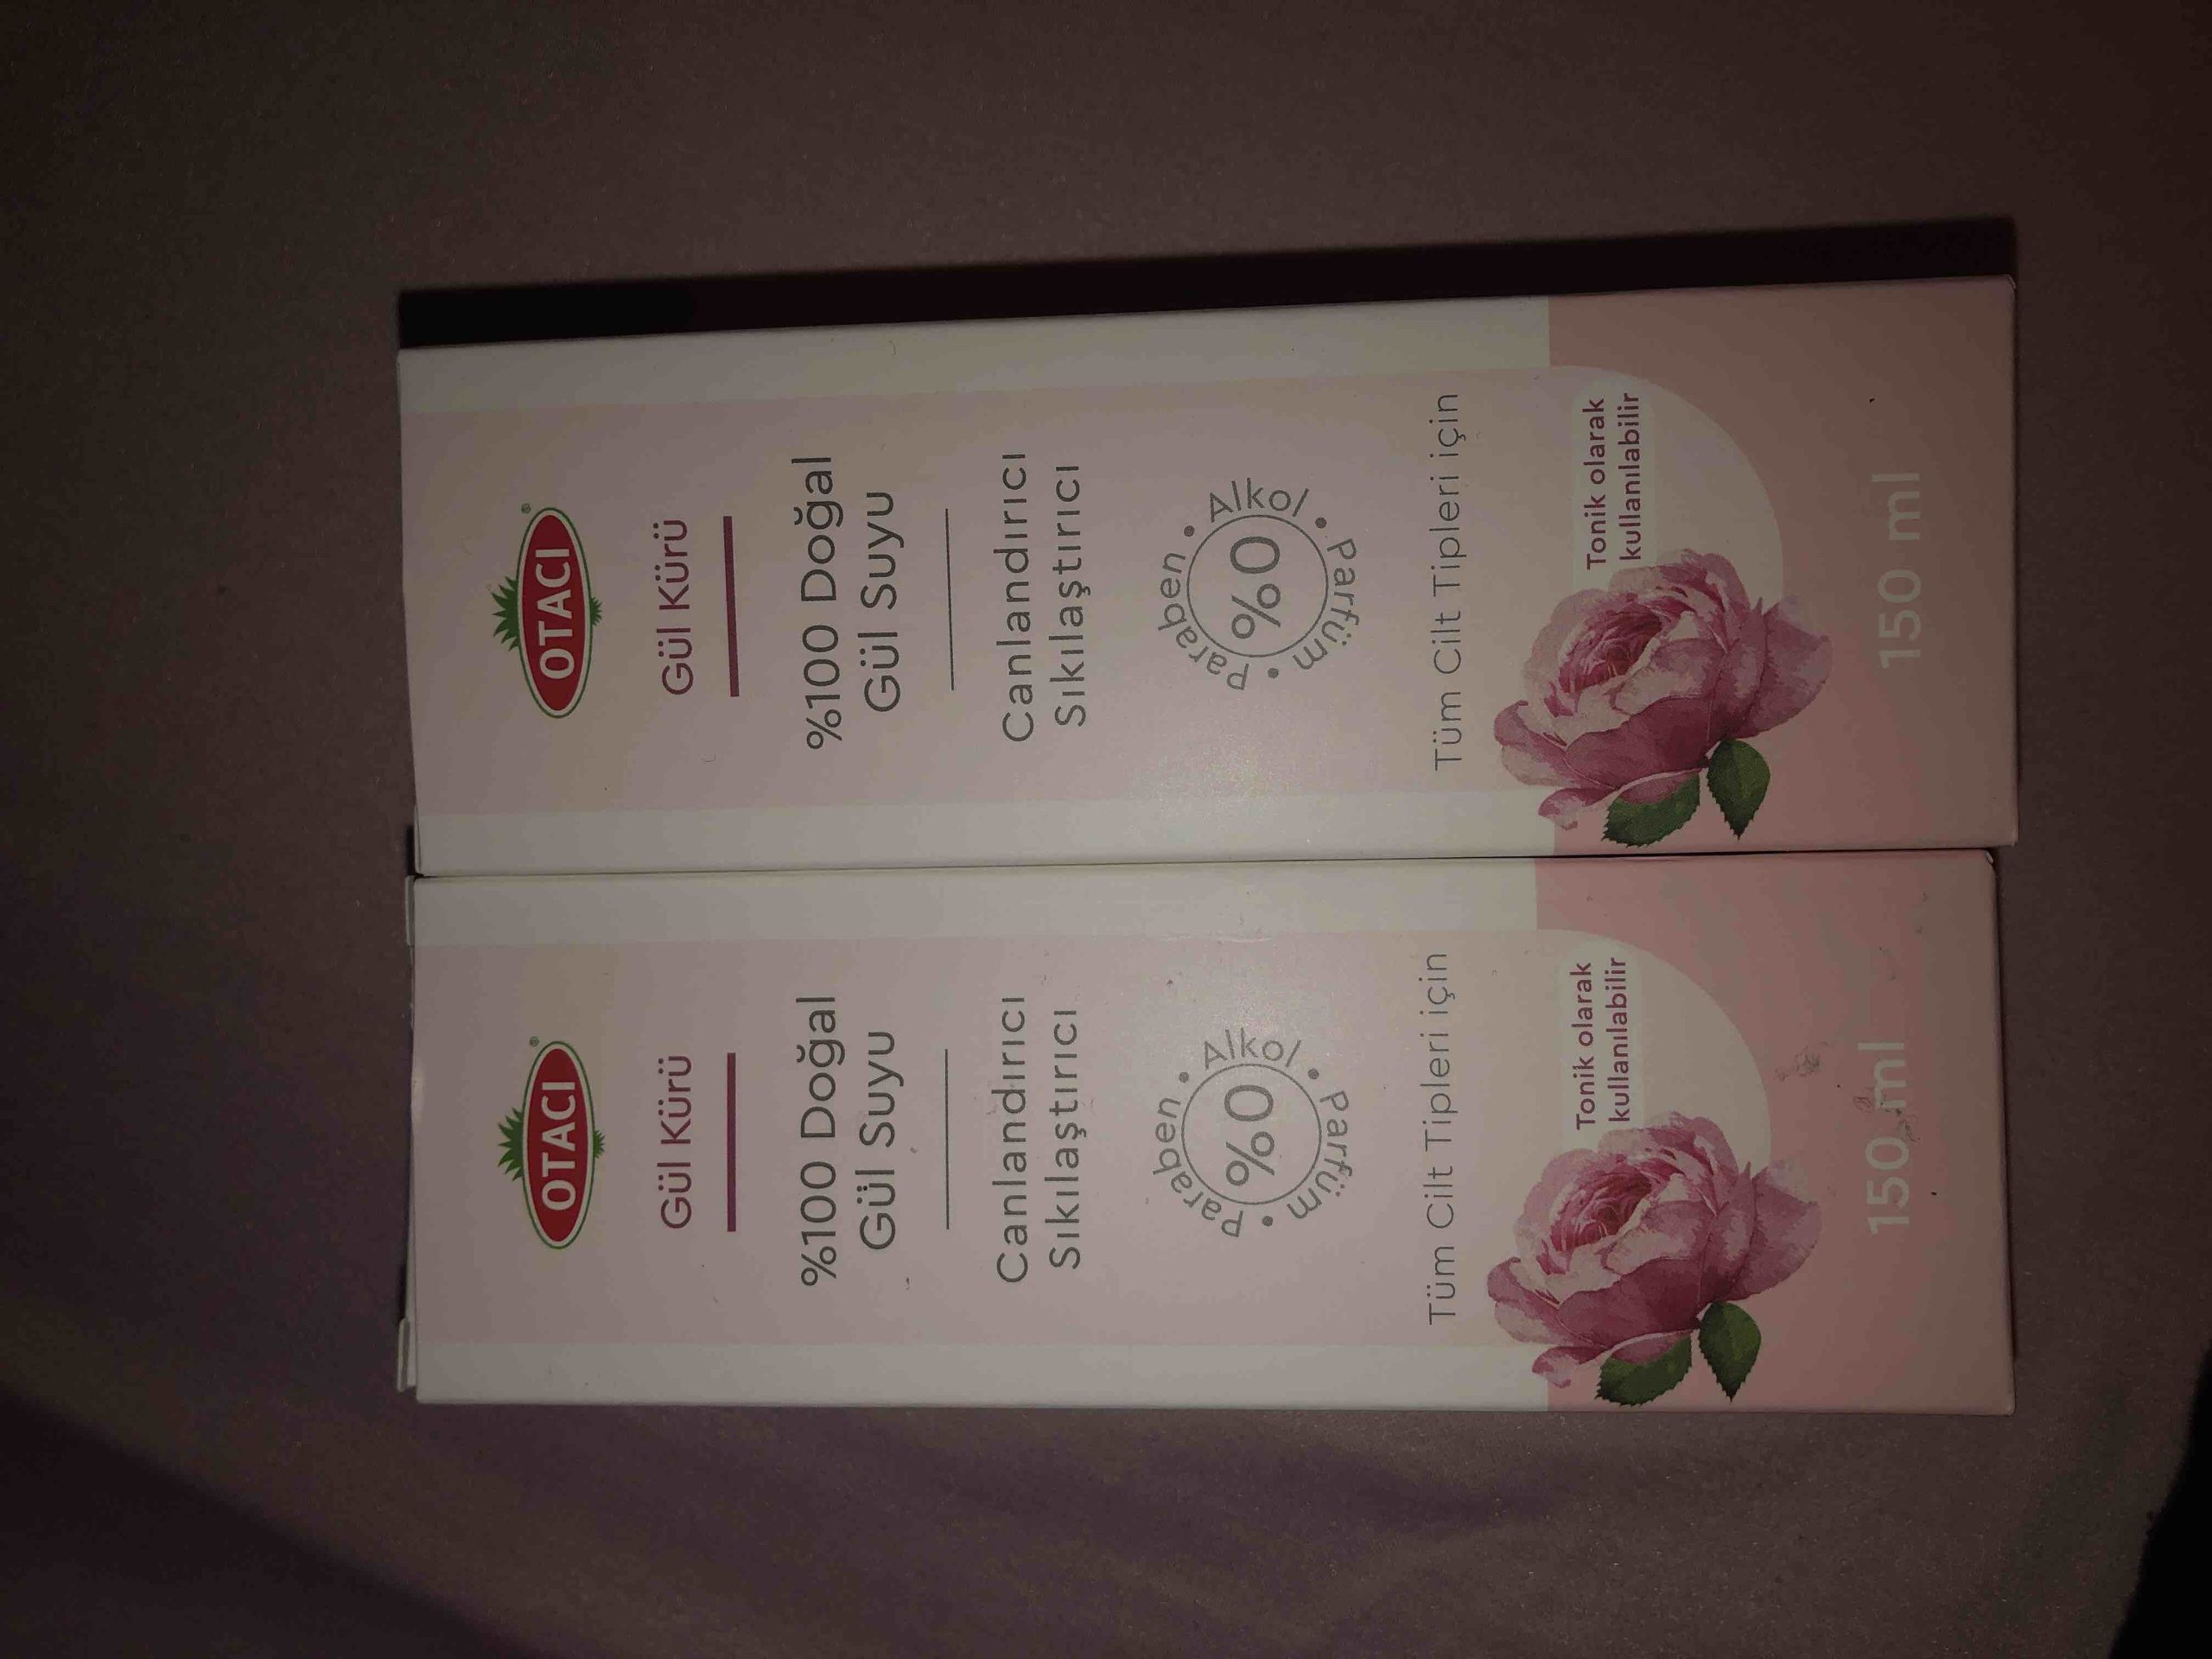 OTACI
Gül Kürü
%100 Doğal
Gül Suyu
Canlandırıcı
Sıkılaştırıcı
Paraben • Alkol • Parfüm •
%0
Tüm Cilt Tipleri için
Tonik olarak
kullanılabilir
150 ml
OTACI
Gül Kürü
%100 Doğal
Gül Suyu
Canlandırıcı
Sıkılaştırıcı
Paraben • Alkol • Parfüm •
%0
Tüm Cilt Tipleri için
Tonik olarak
kullanılabilir
150 ml